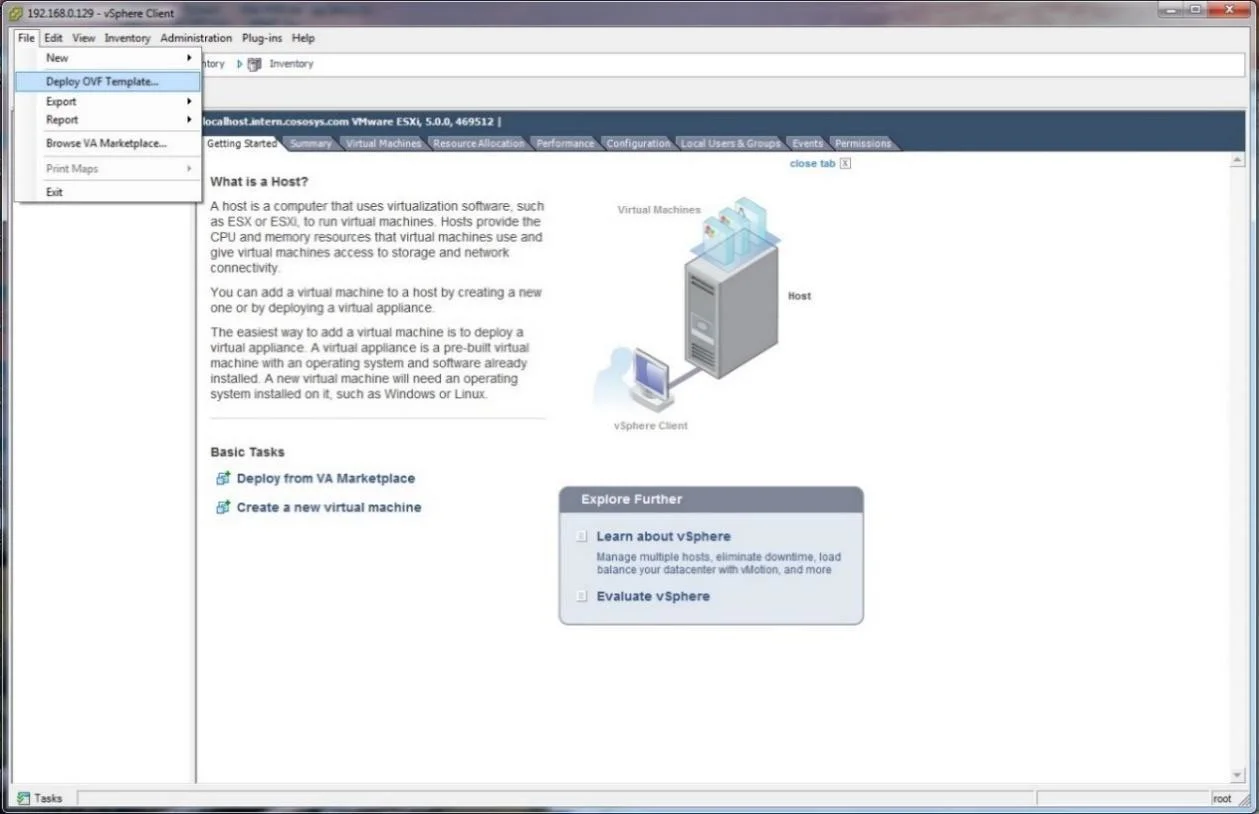 192.168.0.129 - vSphere Client
File Edit View Inventory Administration Plug-ins Help
New
Deploy OVF Template...
Export
Report
Browse VA Marketplace...
Print Maps
Exit
ntory Inventory
localhost.intern.cososys.com VMware ESXi, 5.0.0, 469512 |
Getting Started Summary Virtual Machines Resource Allocation Performance Configuration Local Users & Groups Events Permissions
close tab X
What is a Host?
A host is a computer that uses virtualization software, such
as ESX or ESXi, to run virtual machines. Hosts provide the
CPU and memory resources that virtual machines use and
give virtual machines access to storage and network
connectivity.
You can add a virtual machine to a host by creating a new
one or by deploying a virtual appliance.
The easiest way to add a virtual machine is to deploy a
virtual appliance. A virtual appliance is a pre-built virtual
machine with an operating system and software already
installed. A new virtual machine will need an operating
system installed on it, such as Windows or Linux.
Virtual Machines
Host
vSphere Client
Basic Tasks
Deploy from VA Marketplace
Create a new virtual machine
Explore Further
Learn about vSphere
Manage multiple hosts, eliminate downtime, load
balance your datacenter with vMotion, and more
Evaluate vSphere
Tasks
root